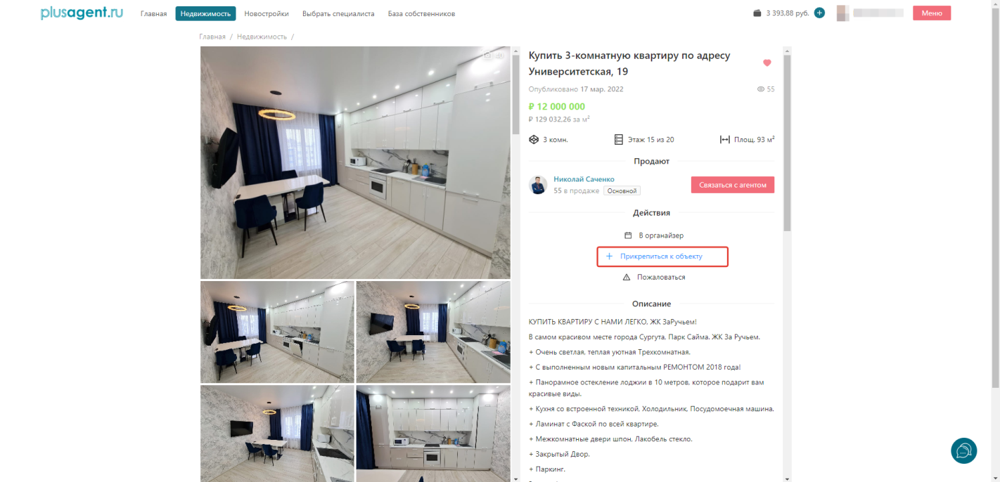 plusagent.ru
Главная
Недвижимость
Новостройки
Выбрать специалиста
База собственников
3 393,88 руб.
Меню
Главная / Недвижимость /
Купить 3-комнатную квартиру по адресу
Университетская, 19
Опубликовано 17 мар. 2022
55
₽ 12 000 000
₽ 129 032,26 за м²
3 комн.
Этаж 15 из 20
Площ. 93 м²
Продают
Николай Саченко
55 в продаже Основной
Связаться с агентом
Действия
В органайзер
Прикрепиться к объекту
Пожаловаться
Описание
КУПИТЬ КВАРТИРУ С НАМИ ЛЕГКО. ЖК ЗаРучьем!
В самом красивом месте города Сургута, Парк Сайма. ЖК За Ручьем.
+ Очень светлая, теплая уютная Трехкомнатная.
+ С выполненным новым капитальным РЕМОНТОМ 2018 года!
+ Панорамное остекление лоджии в 10 метров, которое подарит вам
красивые виды.
+ Кухня со встроенной техникой, Холодильник, Посудомоечная машина.
+ Ламинат с Фаской по всей квартире.
+ Межкомнатные двери шпон, Лакобель стекло.
+ Закрытый Двор.
+ Паркинг.